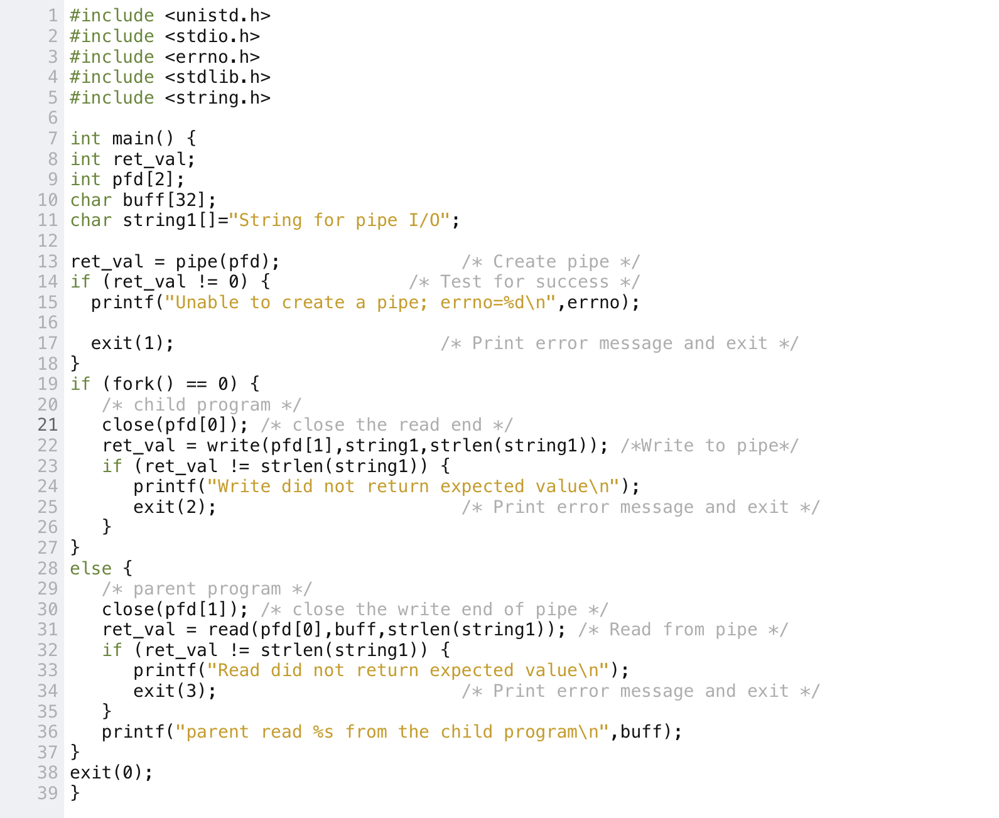 1 #include <unistd.h>
2 #include <stdio.h>
3 #include <errno.h>
4 #include <stdlib.h>
5 #include <string.h>
6
7 int main() {
8 int ret_val;
9 int pfd[2];
10 char buff[32];
11 char string1[]="String for pipe I/O";
12
13 ret_val = pipe(pfd);                 /* Create pipe */
14 if (ret_val != 0) {             /* Test for success */
15   printf("Unable to create a pipe; errno=%d\n",errno);
16
17   exit(1);                         /* Print error message and exit */
18 }
19 if (fork() == 0) {
20    /* child program */
21    close(pfd[0]); /* close the read end */
22    ret_val = write(pfd[1],string1,strlen(string1)); /*Write to pipe*/
23    if (ret_val != strlen(string1)) {
24       printf("Write did not return expected value\n");
25       exit(2);                       /* Print error message and exit */
26    }
27 }
28 else {
29    /* parent program */
30    close(pfd[1]); /* close the write end of pipe */
31    ret_val = read(pfd[0],buff,strlen(string1)); /* Read from pipe */
32    if (ret_val != strlen(string1)) {
33       printf("Read did not return expected value\n");
34       exit(3);                       /* Print error message and exit */
35    }
36    printf("parent read %s from the child program\n",buff);
37 }
38 exit(0);
39 }